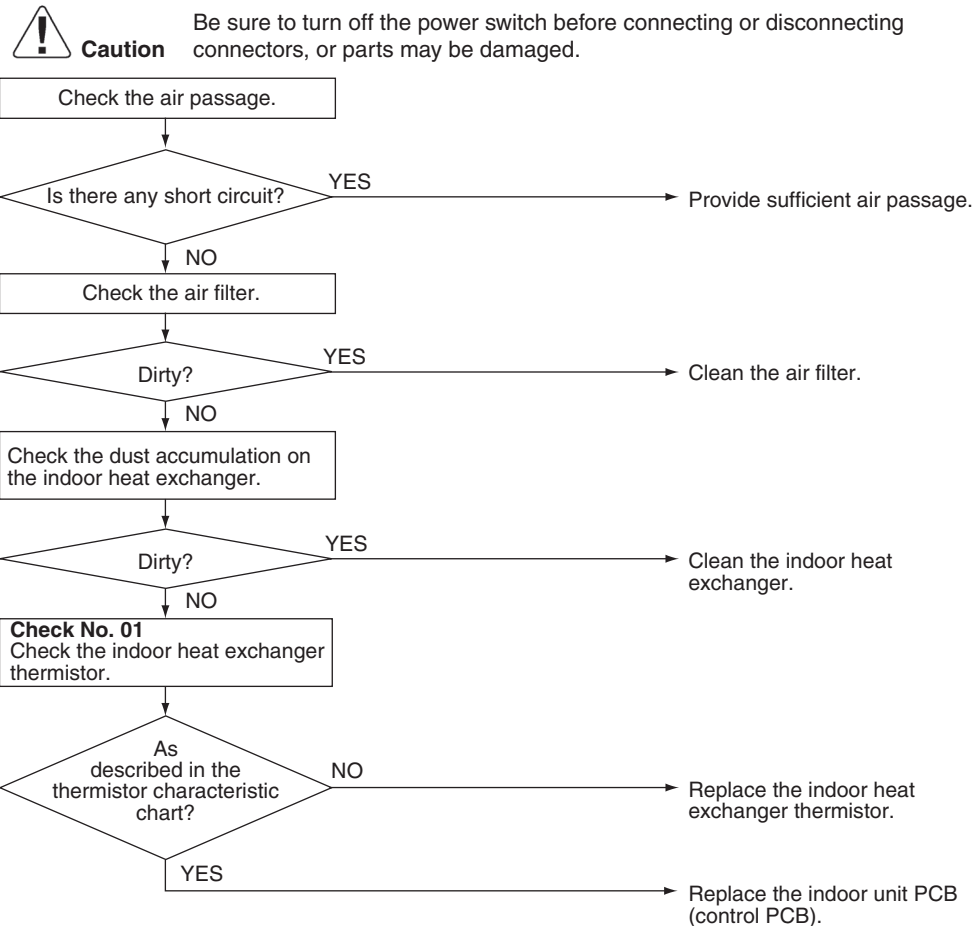 Be sure to turn off the power switch before connecting or disconnecting
Caution connectors, or parts may be damaged.
Check the air passage.
Is there any short circuit?
YES
Provide sufficient air passage.
NO
Check the air filter.
Dirty?
YES
Clean the air filter.
NO
Check the dust accumulation on
the indoor heat exchanger.
Dirty?
YES
Clean the indoor heat
exchanger.
NO
Check No. 01
Check the indoor heat exchanger
thermistor.
As
described in the
thermistor characteristic
chart?
NO
Replace the indoor heat
exchanger thermistor.
YES
Replace the indoor unit PCB
(control PCB).